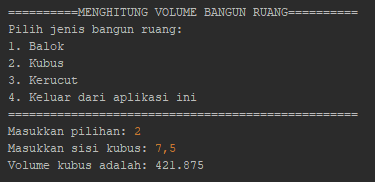 ==========MENGHITUNG VOLUME BANGUN RUANG==========
Pilih jenis bangun ruang:
1. Balok
2. Kubus
3. Kerucut
4. Keluar dari aplikasi ini
==================================================
Masukkan pilihan: 2
Masukkan sisi kubus: 7,5
Volume kubus adalah: 421.875